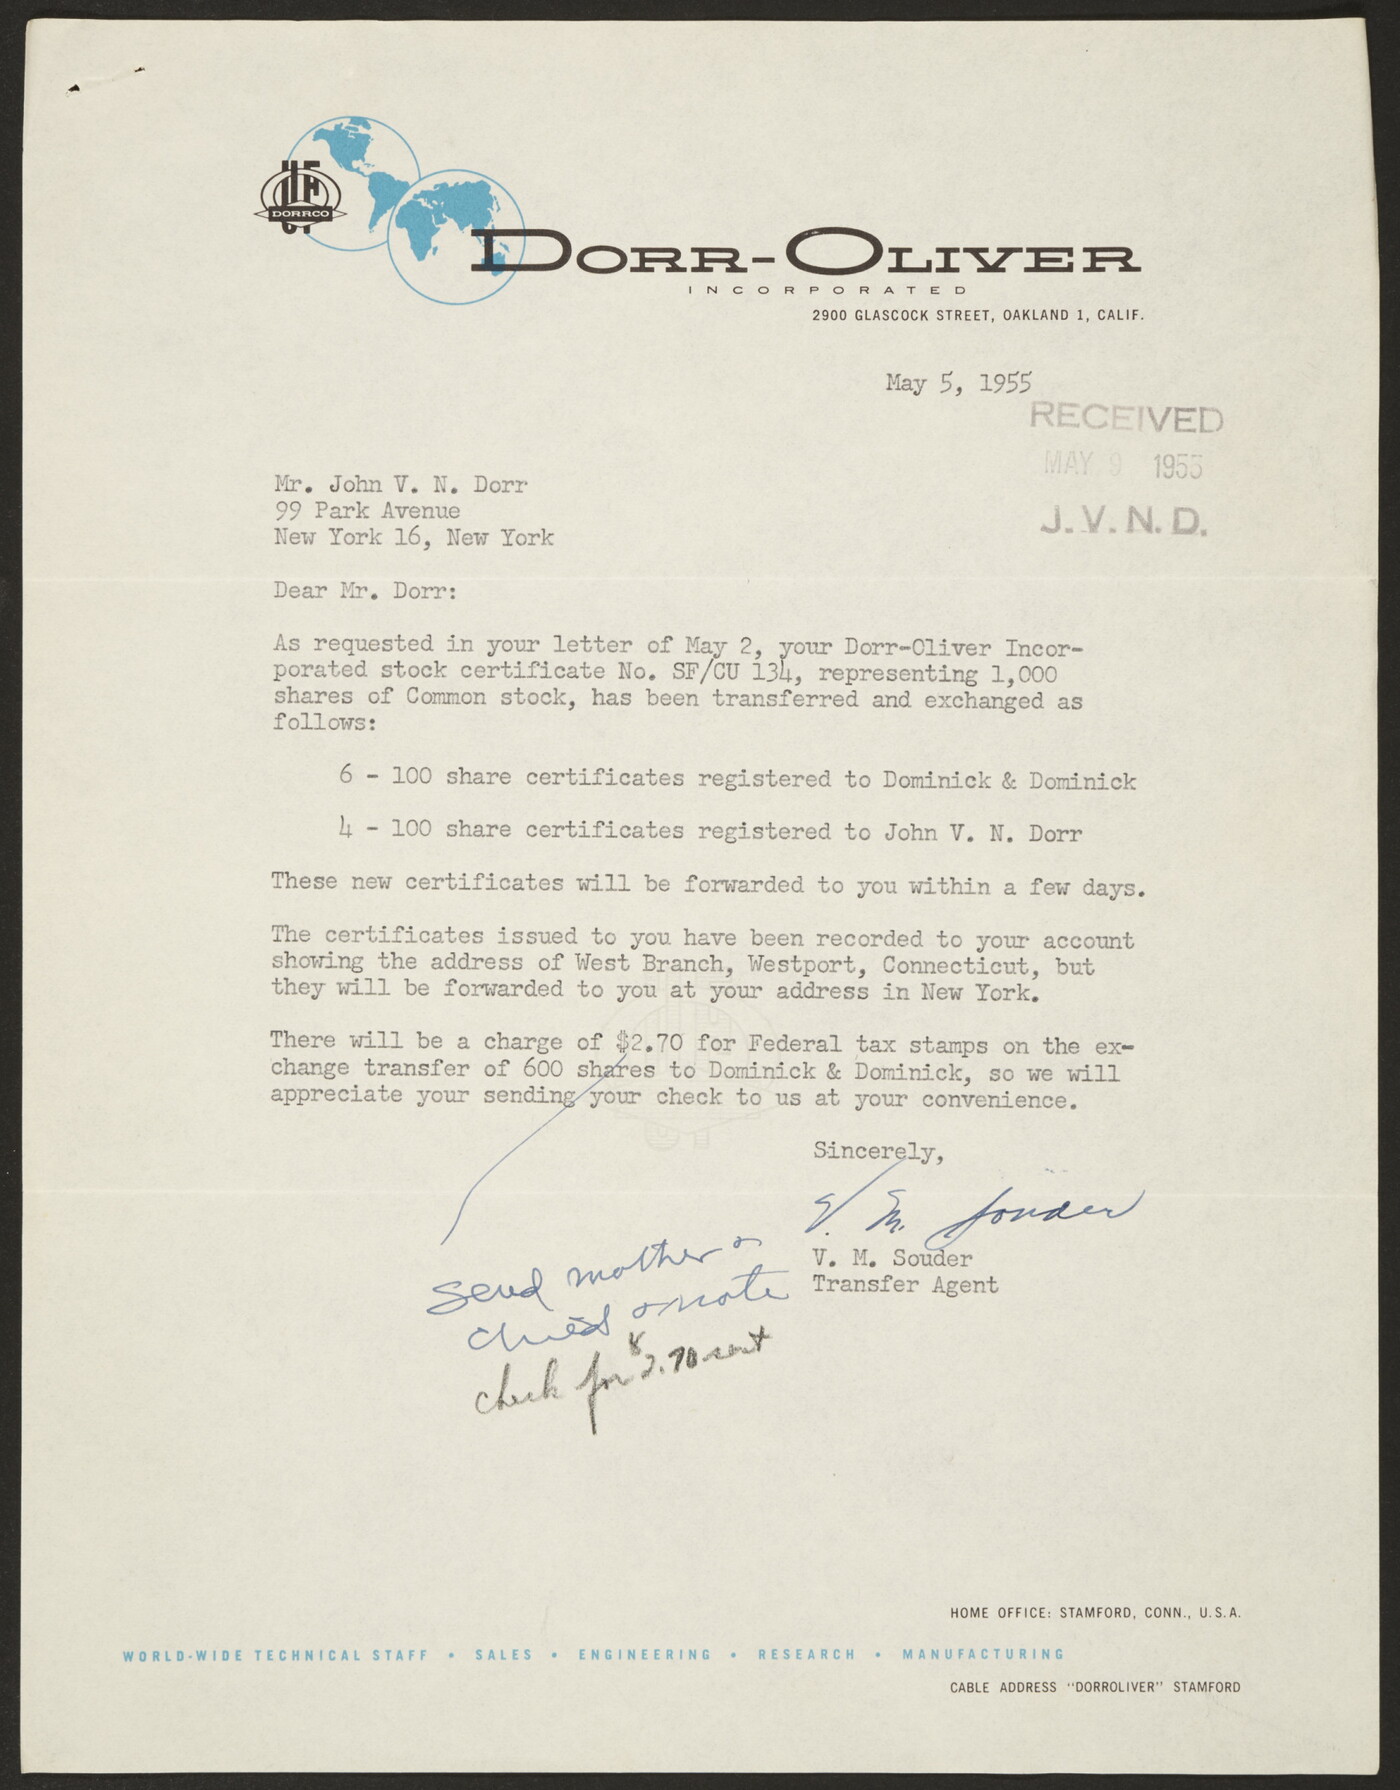 DORRCO
DORR-OLIVER
INCORPORATED
2900 GLASCOCK STREET, OAKLAND 1, CALIF.
May 5, 1955
RECEIVED
MAY 9 1955
J. V. N. D.
Mr. John V. N. Dorr
99 Park Avenue
New York 16, New York
Dear Mr. Dorr:
As requested in your letter of May 2, your Dorr-Oliver Incor-
porated stock certificate No. SF/CU 134, representing 1,000
shares of Common stock, has been transferred and exchanged as
follows:
6 - 100 share certificates registered to Dominick & Dominick
4 - 100 share certificates registered to John V. N. Dorr
These new certificates will be forwarded to you within a few days.
The certificates issued to you have been recorded to your account
showing the address of West Branch, Westport, Connecticut, but
they will be forwarded to you at your address in New York.
There will be a charge of $2.70 for Federal tax stamps on the ex-
change transfer of 600 shares to Dominick & Dominick, so we will
appreciate your sending your check to us at your convenience.
Sincerely,
V. M. Souder
V. M. Souder
Transfer Agent
Send mother a
note
check for $2.70 sent
HOME OFFICE: STAMFORD, CONN., U.S.A.
WORLD-WIDE TECHNICAL STAFF • SALES • ENGINEERING • RESEARCH • MANUFACTURING
CABLE ADDRESS "DORROLIVER" STAMFORD